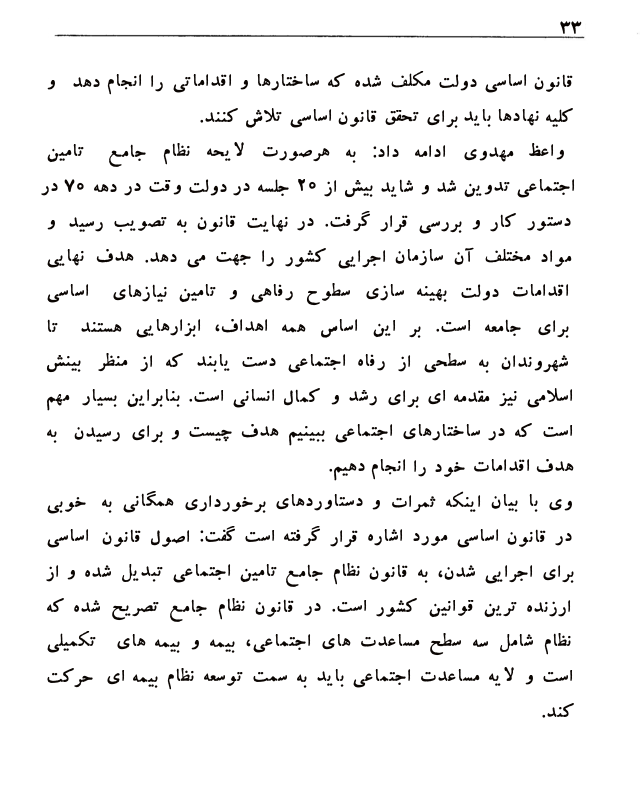 ۳۳
قانون اساسی دولت مکلف شده که ساختارها و اقداماتی را انجام دهد و
کلیه نهادها باید برای تحقق قانون اساسی تلاش کنند.
واعظ مهدوی ادامه داد: به هرصورت لایحه نظام جامع تامین
اجتماعی تدوین شد و شاید بیش از ۲۰ جلسه در دولت وقت در دهه ۷۰ در
دستور کار و بررسی قرار گرفت. در نهایت قانون به تصویب رسید و
مواد مختلف آن سازمان اجرایی کشور را جهت می دهد. هدف نهایی
اقدامات دولت بهینه سازی سطوح رفاهی و تامین نیازهای اساسی
برای جامعه است. بر این اساس همه اهداف، ابزارهایی هستند تا
شهروندان به سطحی از رفاه اجتماعی دست یابند که از منظر بینش
اسلامی نیز مقدمه ای برای رشد و کمال انسانی است. بنابراین بسیار مهم
است که در ساختارهای اجتماعی ببینیم هدف چیست و برای رسیدن به
هدف اقدامات خود را انجام دهیم.
وی با بیان اینکه ثمرات و دستاوردهای برخورداری همگانی به خوبی
در قانون اساسی مورد اشاره قرار گرفته است گفت: اصول قانون اساسی
برای اجرایی شدن، به قانون نظام جامع تامین اجتماعی تبدیل شده و از
ارزنده ترین قوانین کشور است. در قانون نظام جامع تصریح شده که
نظام شامل سه سطح مساعدت های اجتماعی، بیمه و بیمه های تکمیلی
است و لایه مساعدت اجتماعی باید به سمت توسعه نظام بیمه ای حرکت
کند.